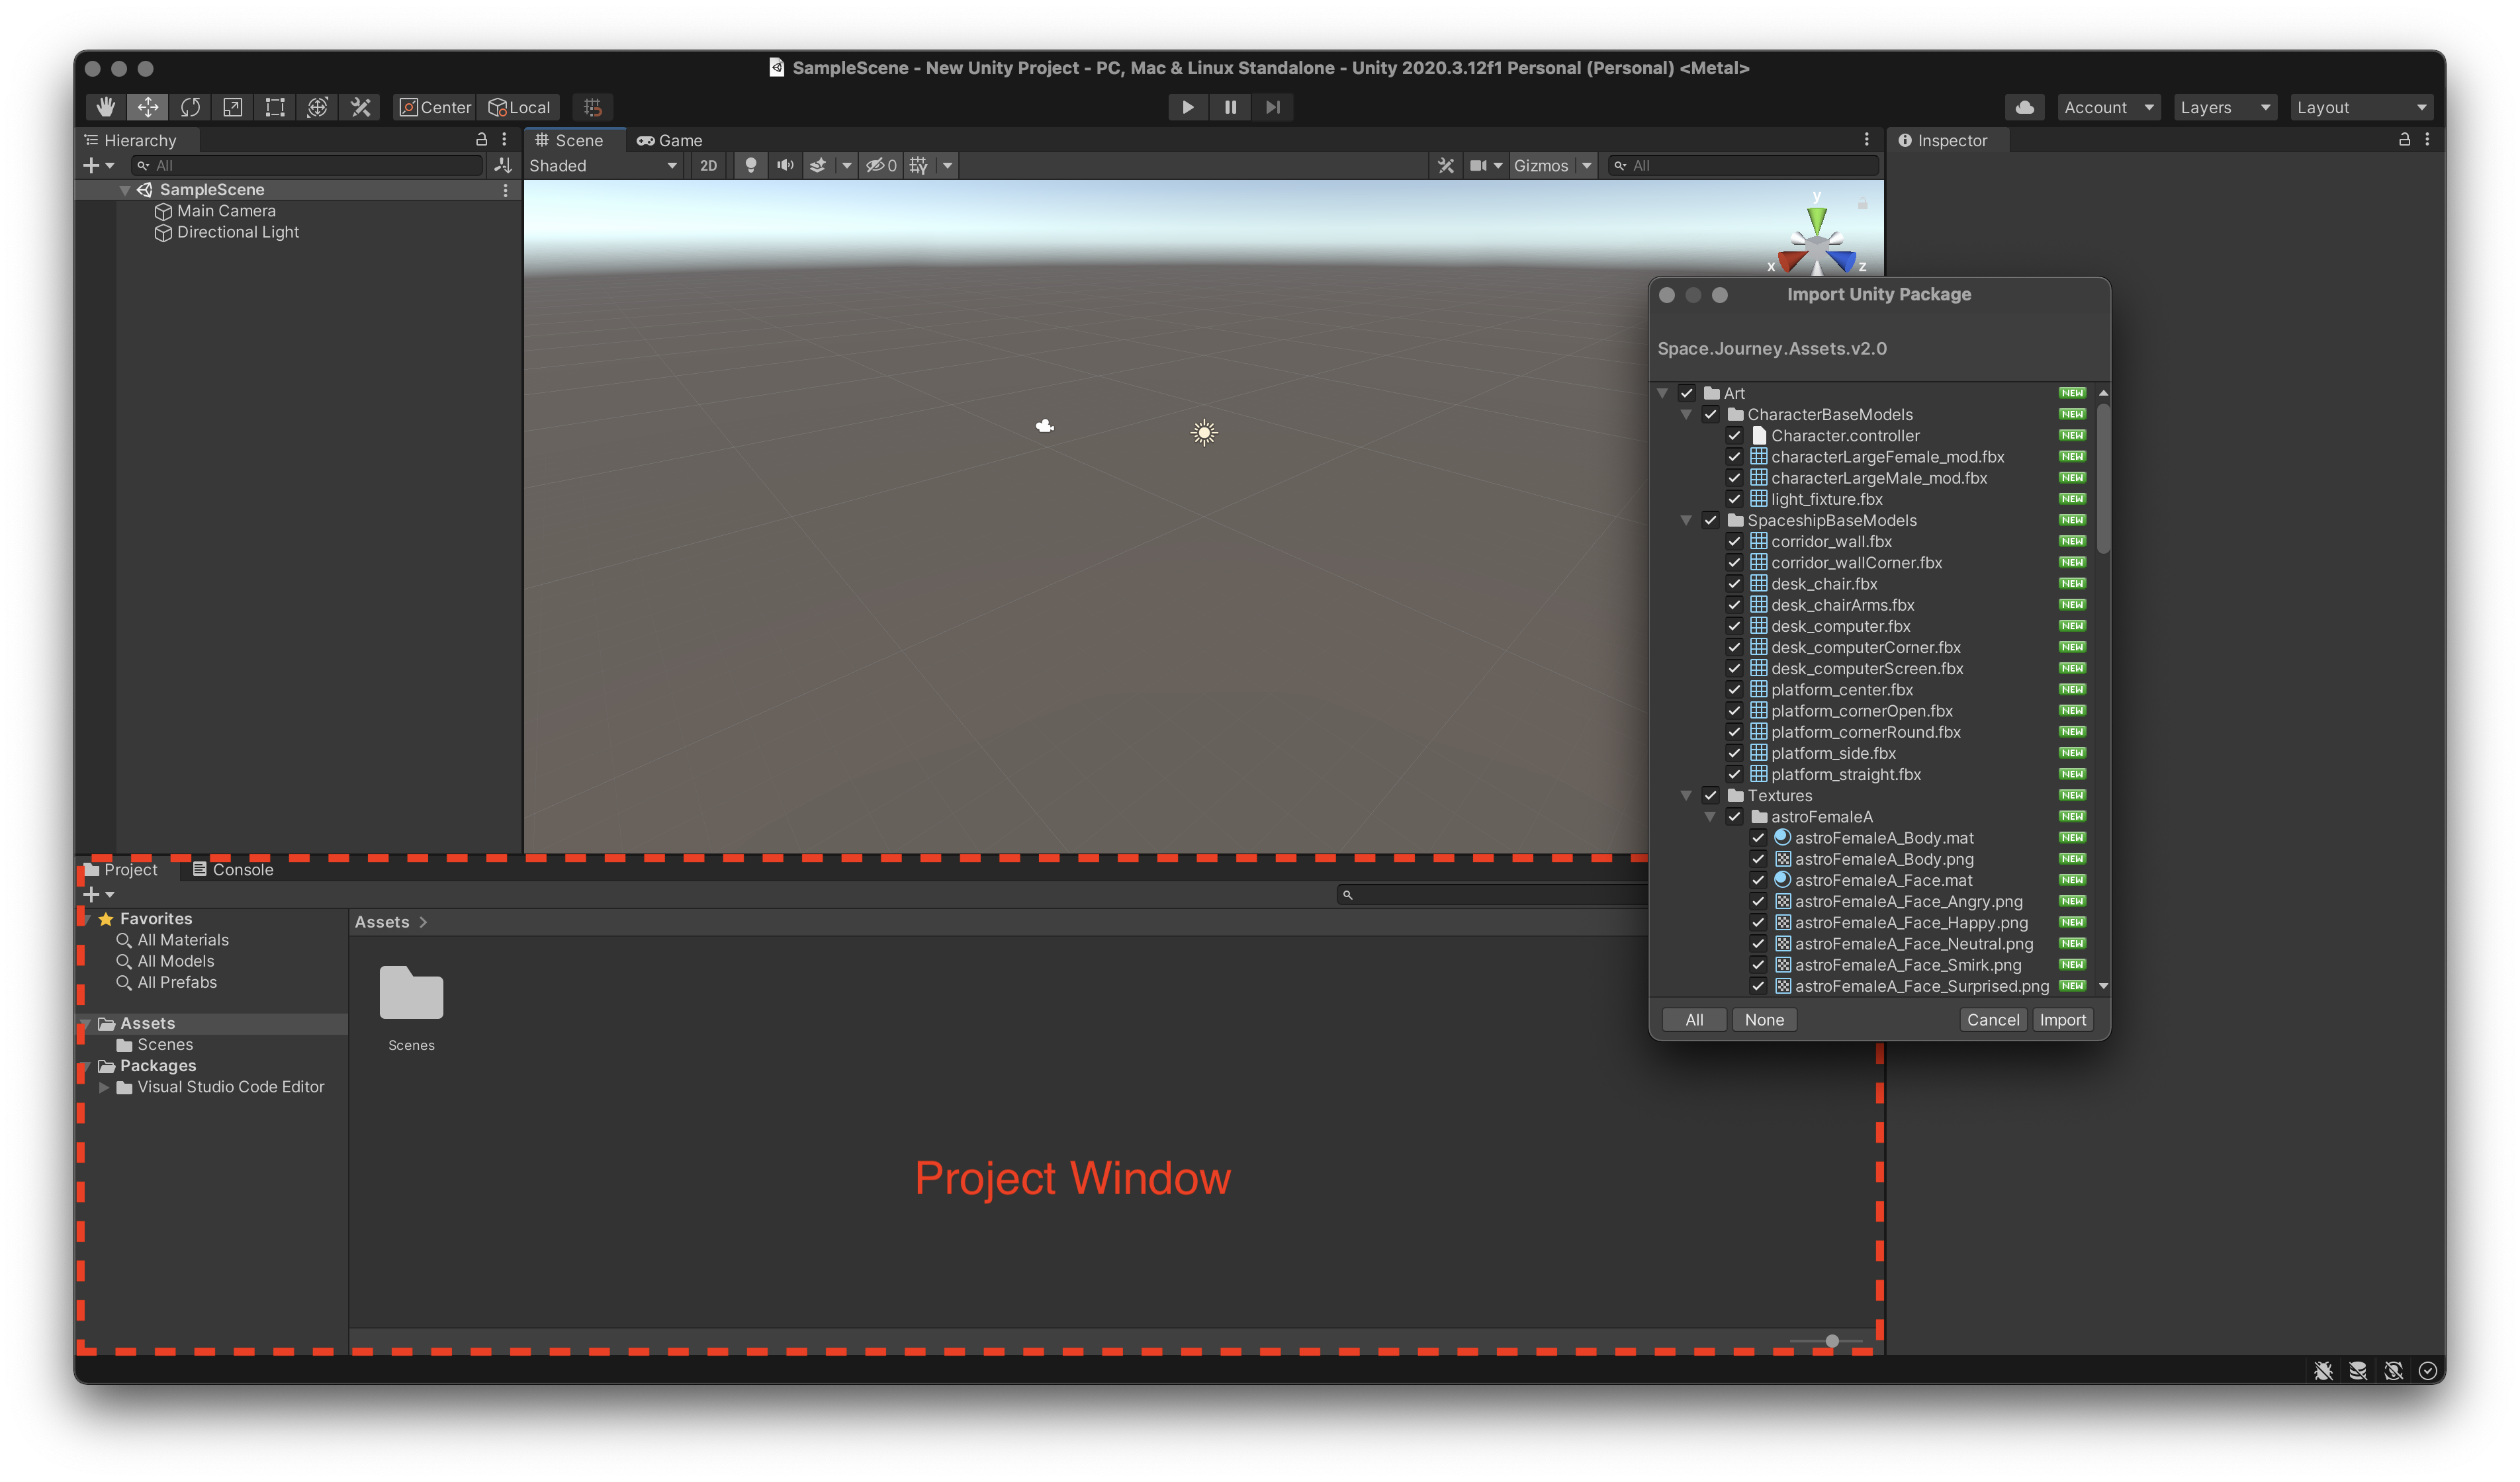 SampleScene - New Unity Project - PC, Mac & Linux Standalone - Unity 2020.3.12f1 Personal (Personal) <Metal>
Center Local
Account Layers Layout
Hierarchy
All
SampleScene
Main Camera
Directional Light
Scene Game
Shaded 2D 0 Gizmos All
y
x z
Inspector
Import Unity Package
Space.Journey.Assets.v2.0
Art NEW
CharacterBaseModels NEW
Character.controller NEW
characterLargeFemale_mod.fbx NEW
characterLargeMale_mod.fbx NEW
light_fixture.fbx NEW
SpaceshipBaseModels NEW
corridor_wall.fbx NEW
corridor_wallCorner.fbx NEW
desk_chair.fbx NEW
desk_chairArms.fbx NEW
desk_computer.fbx NEW
desk_computerCorner.fbx NEW
desk_computerScreen.fbx NEW
platform_center.fbx NEW
platform_cornerOpen.fbx NEW
platform_cornerRound.fbx NEW
platform_side.fbx NEW
platform_straight.fbx NEW
Textures NEW
astroFemaleA NEW
astroFemaleA_Body.mat NEW
astroFemaleA_Body.png NEW
astroFemaleA_Face.mat NEW
astroFemaleA_Face_Angry.png NEW
astroFemaleA_Face_Happy.png NEW
astroFemaleA_Face_Neutral.png NEW
astroFemaleA_Face_Smirk.png NEW
astroFemaleA_Face_Surprised.png NEW
All None Cancel Import
Project Console
Favorites
All Materials
All Models
All Prefabs
Assets
Scenes
Packages
Visual Studio Code Editor
Assets >
Scenes
Project Window